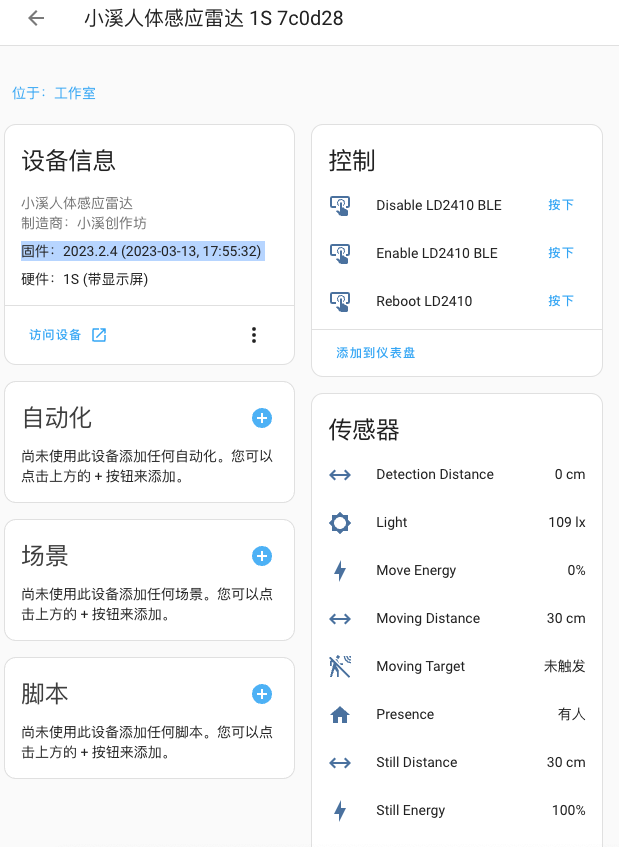 小溪人体感应雷达 1S 7c0d28
位于：工作室
设备信息
小溪人体感应雷达
制造商：小溪创作坊
固件：2023.2.4 (2023-03-13, 17:55:32)
硬件：1S (带显示屏)
访问设备
自动化
尚未使用此设备添加任何自动化。您可以
点击上方的 + 按钮来添加。
场景
尚未使用此设备添加任何场景。您可以点
击上方的 + 按钮来添加。
脚本
尚未使用此设备添加任何脚本。您可以点
击上方的 + 按钮来添加。
控制
Disable LD2410 BLE 按下
Enable LD2410 BLE 按下
Reboot LD2410 按下
添加到仪表盘
传感器
Detection Distance 0 cm
Light 109 lx
Move Energy 0%
Moving Distance 30 cm
Moving Target 未触发
Presence 有人
Still Distance 30 cm
Still Energy 100%